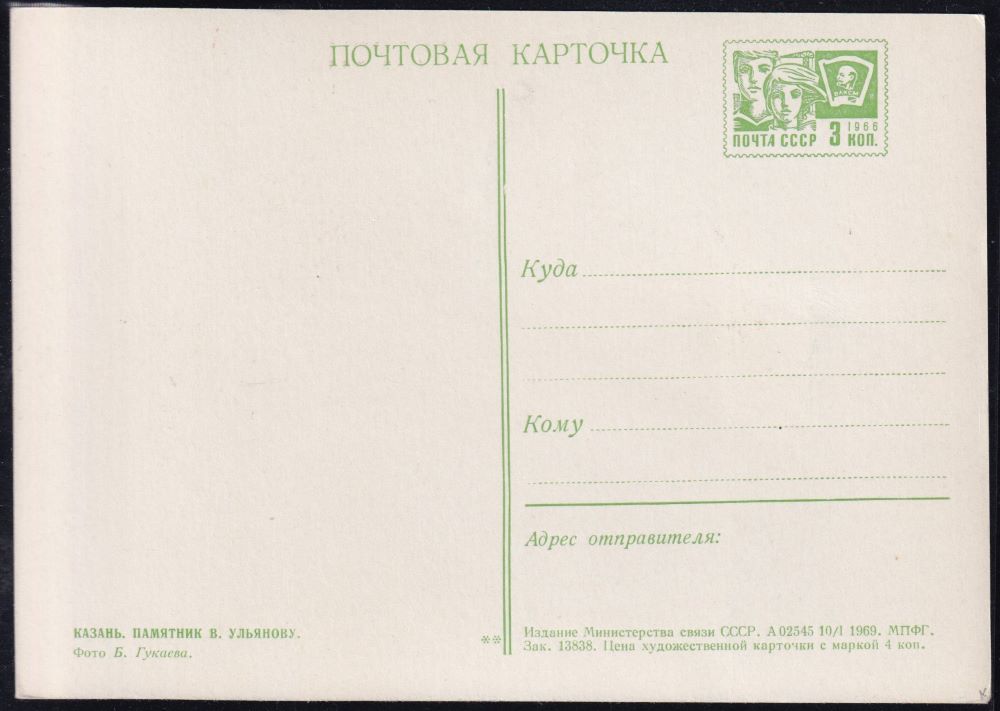 ПОЧТОВАЯ КАРТОЧКА
ВЛКСМ
1966
ПОЧТА СССР 3 КОП.
Куда
Кому
Адрес отправителя:
КАЗАНЬ. ПАМЯТНИК В. УЛЬЯНОВУ.
Фото Б. Гукаева.
**
Издание Министерства связи СССР. А 02545 10/I 1969. МПФГ.
Зак. 13838. Цена художественной карточки с маркой 4 коп.